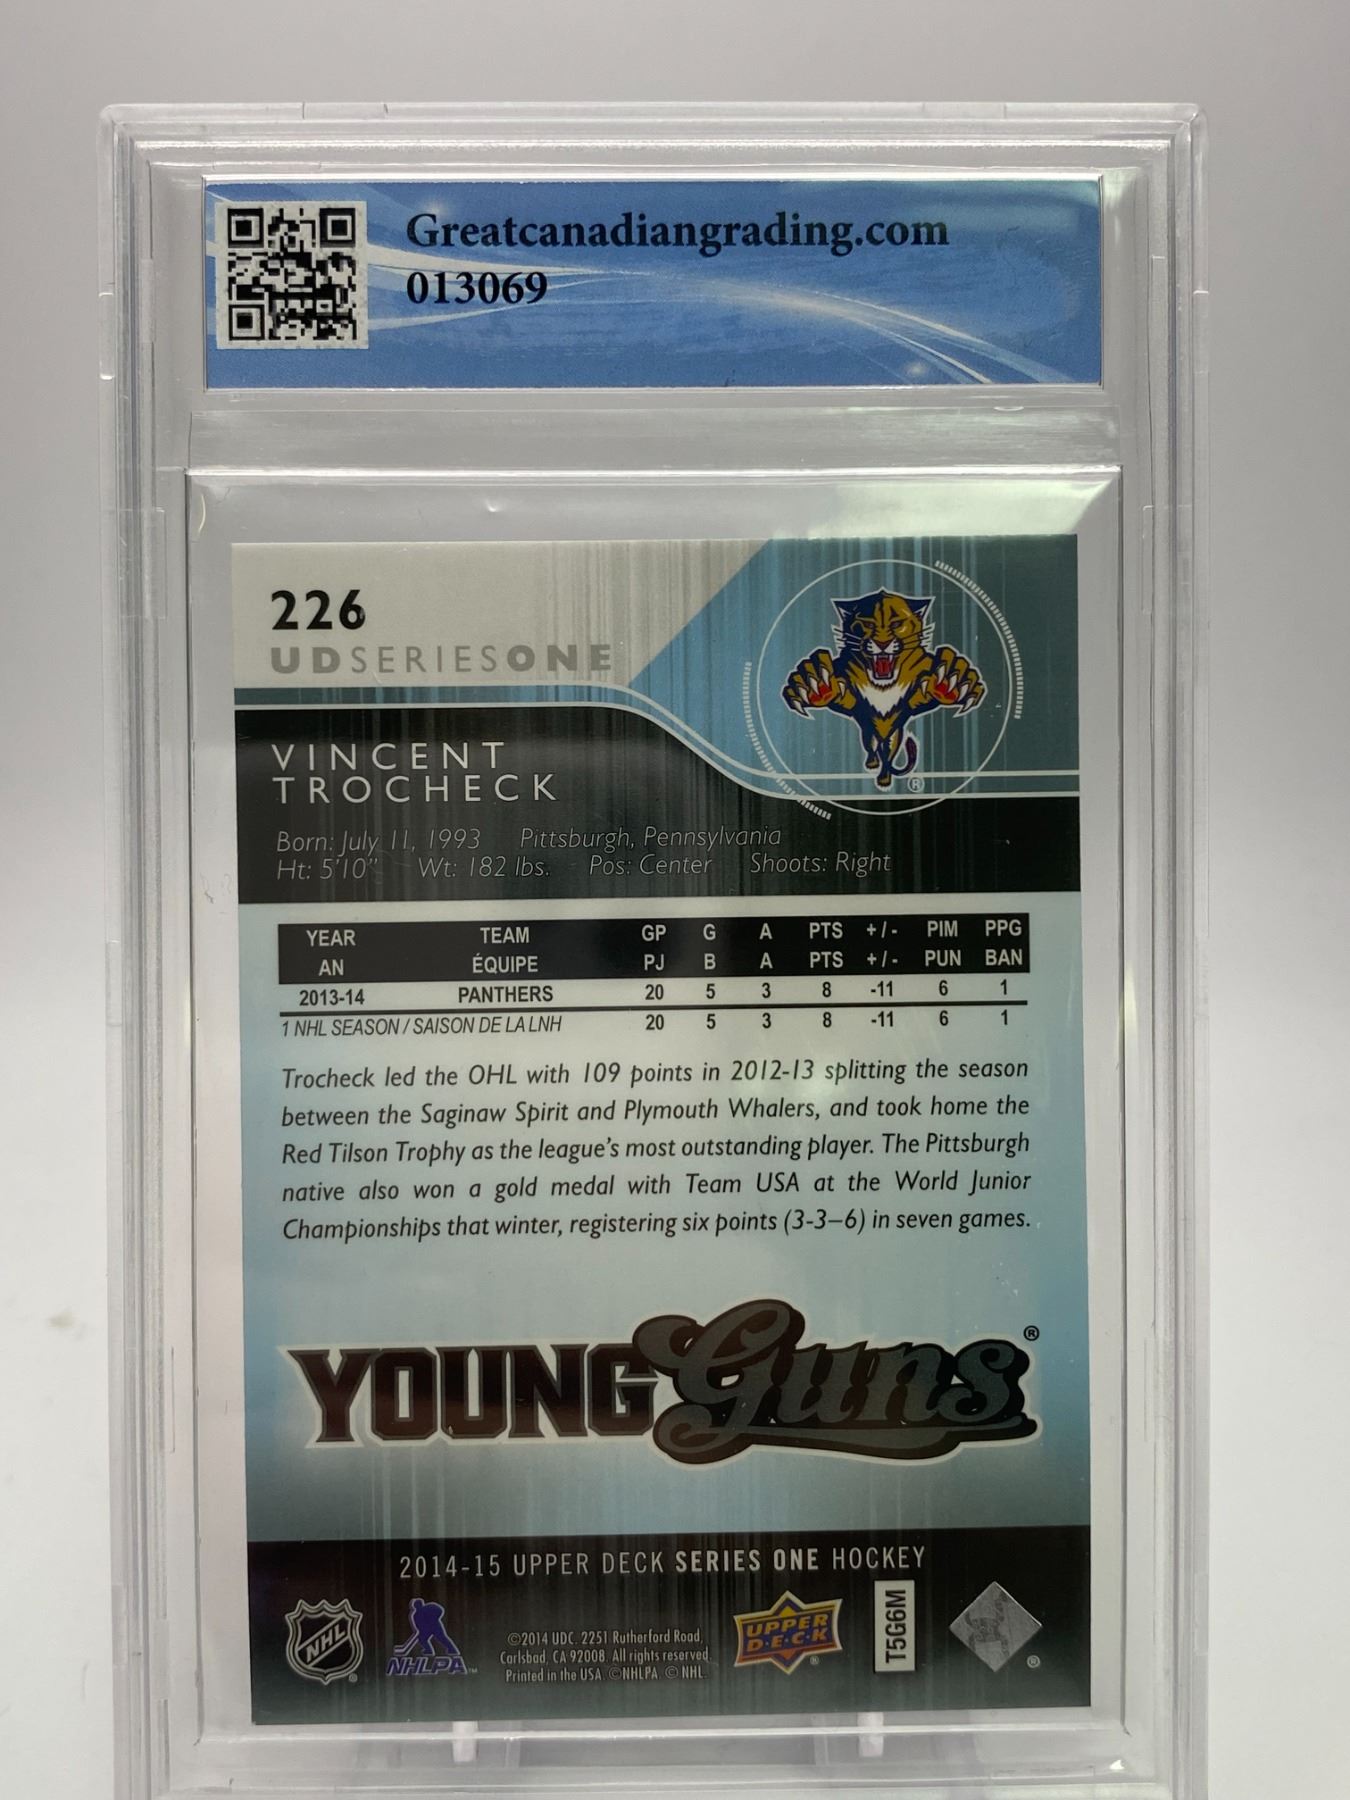 Greatcanadiangrading.com
013069
226
UD SERIES ONE
VINCENT
TROCHECK
Born: July 11, 1993 Pittsburgh, Pennsylvania
Ht: 5'10" Wt: 182 lbs. Pos: Center Shoots: Right
YEAR TEAM GP G A PTS +/- PIM PPG
AN ÉQUIPE PJ B A PTS +/- PUN BAN
2013-14 PANTHERS 20 5 3 8 -11 6 1
1 NHL SEASON / SAISON DE LA LNH 20 5 3 8 -11 6 1
Trocheck led the OHL with 109 points in 2012-13 splitting the season
between the Saginaw Spirit and Plymouth Whalers, and took home the
Red Tilson Trophy as the league's most outstanding player. The Pittsburgh
native also won a gold medal with Team USA at the World Junior
Championships that winter, registering six points (3-3–6) in seven games.
YOUNG Guns®
2014-15 UPPER DECK SERIES ONE HOCKEY
NHL®
NHLPA™
©2014 UDC. 2251 Rutherford Road,
Carlsbad, CA 92008. All rights reserved.
Printed in the USA. ©NHLPA © NHL.
UPPER
D•E•C•K®
T5G6M
®